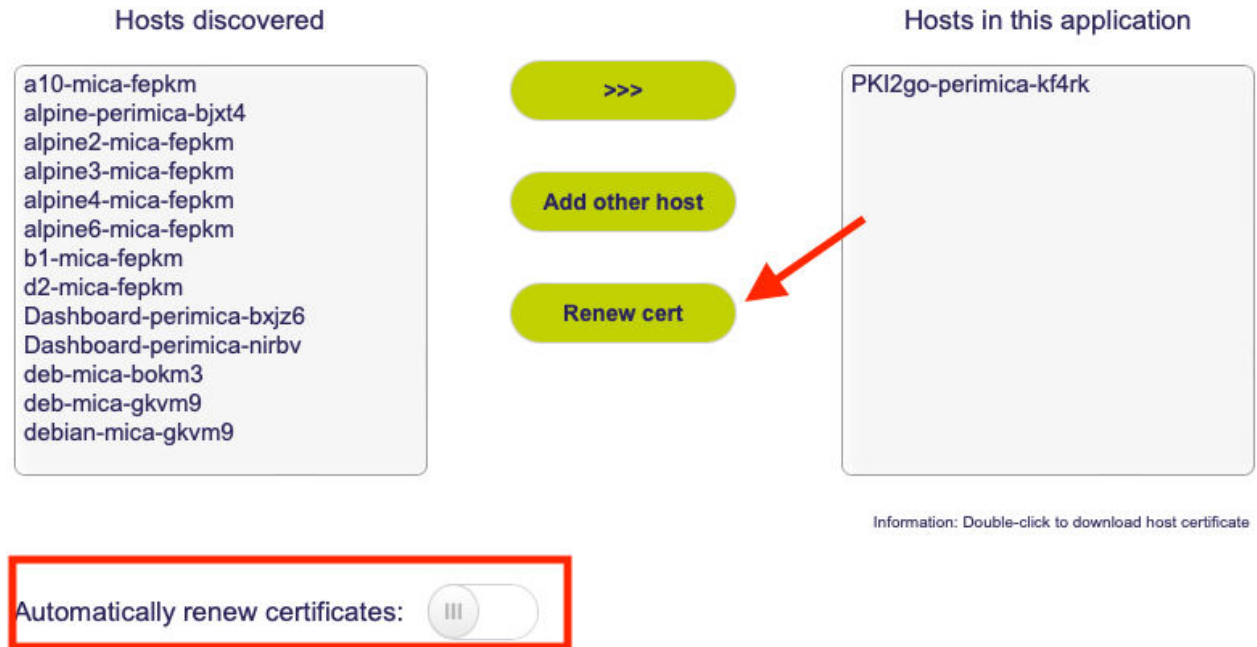 Hosts discovered
Hosts in this application
a10-mica-fepkm
alpine-perimica-bjxt4
alpine2-mica-fepkm
alpine3-mica-fepkm
alpine4-mica-fepkm
alpine6-mica-fepkm
b1-mica-fepkm
d2-mica-fepkm
Dashboard-perimica-bxjz6
Dashboard-perimica-nirbv
deb-mica-bokm3
deb-mica-gkvm9
debian-mica-gkvm9
>>>
Add other host
Renew cert
PKI2go-perimica-kf4rk
Information: Double-click to download host certificate
Automatically renew certificates: